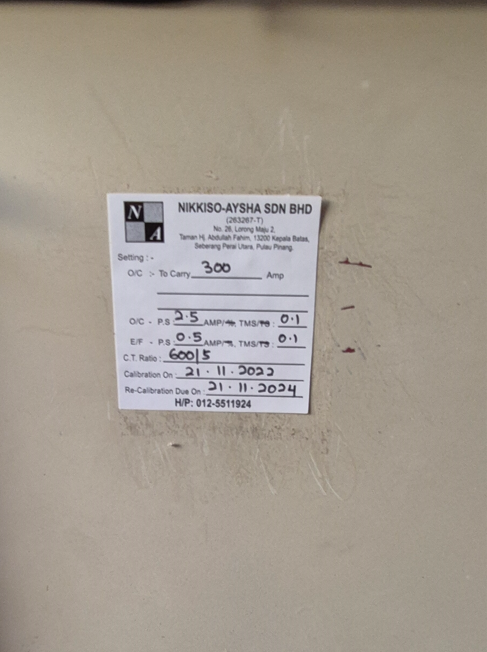 N A
NIKKISO-AYSHA SDN BHD
(263267-T)
No. 26, Lorong Maju 2,
Taman Hj. Abdullah Fahim, 13200 Kepala Batas,
Seberang Perai Utara, Pulau Pinang.
Setting : -
O/C :- To Carry 300 Amp
O/C - P.S 2.5 AMP/ TMS/ : 0.1
E/F - P.S 0.5 AMP/ TMS/ : 0.1
C.T. Ratio : 600/5
Calibration On : 21 . 11 . 2022
Re-Calibration Due On : 21 . 11 . 2024
H/P: 012-5511924